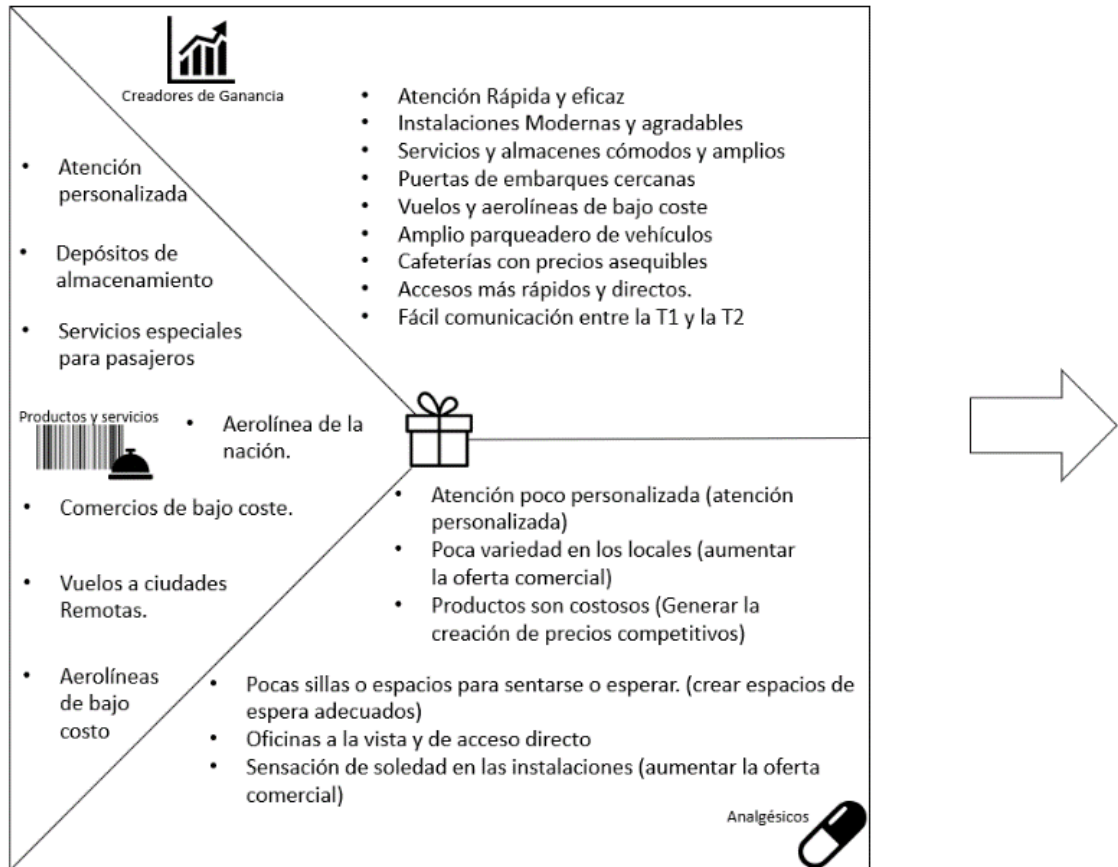 Creadores de Ganancia
• Atención Rápida y eficaz
• Instalaciones Modernas y agradables
• Servicios y almacenes cómodos y amplios
• Puertas de embarques cercanas
• Vuelos y aerolíneas de bajo coste
• Amplio parqueadero de vehículos
• Cafeterías con precios asequibles
• Accesos más rápidos y directos.
• Fácil comunicación entre la T1 y la T2
• Atención
personalizada
• Depósitos de
almacenamiento
• Servicios especiales
para pasajeros
Productos y servicios
• Aerolínea de la
nación.
• Comercios de bajo coste.
• Vuelos a ciudades
Remotas.
• Aerolíneas
de bajo
costo
• Atención poco personalizada (atención
personalizada)
• Poca variedad en los locales (aumentar
la oferta comercial)
• Productos son costosos (Generar la
creación de precios competitivos)
• Pocas sillas o espacios para sentarse o esperar. (crear espacios de
espera adecuados)
• Oficinas a la vista y de acceso directo
• Sensación de soledad en las instalaciones (aumentar la oferta
comercial)
Analgésicos